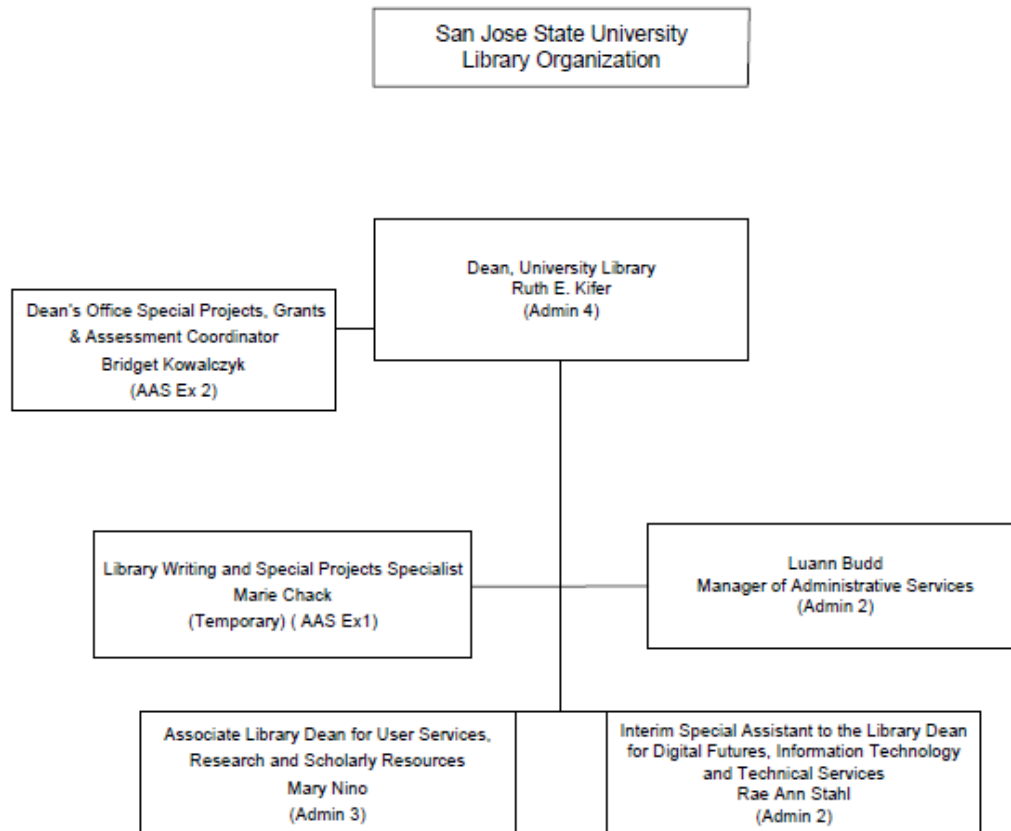 San Jose State University
Library Organization
Dean, University Library
Ruth E. Kifer
(Admin 4)
Dean's Office Special Projects, Grants
& Assessment Coordinator
Bridget Kowalczyk
(AAS Ex 2)
Library Writing and Special Projects Specialist
Marie Chack
(Temporary) ( AAS Ex1)
Luann Budd
Manager of Administrative Services
(Admin 2)
Associate Library Dean for User Services,
Research and Scholarly Resources
Mary Nino
(Admin 3)
Interim Special Assistant to the Library Dean
for Digital Futures, Information Technology
and Technical Services
Rae Ann Stahl
(Admin 2)